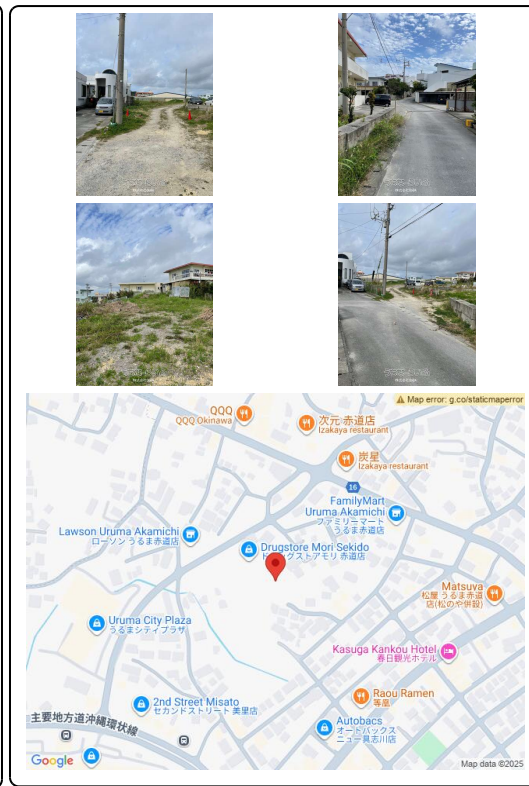 Map error: g.co/staticmaperror
QQQ
QQQ Okinawa
次元 赤道店
Izakaya restaurant
炭星
Izakaya restaurant
16
FamilyMart
Uruma Akamichi
ファミリーマート
うるま赤道店
Lawson Uruma Akamichi
ローソン うるま赤道店
Drugstore Mori Sekido
ドラッグストアモリ 赤道店
Matsuya
松屋 うるま赤道
店(松のや併設)
Uruma City Plaza
うるまシティプラザ
Kasuga Kankou Hotel
春日観光ホテル
Raou Ramen
2nd Street Misato
セカンドストリート 美里店
主要地方道沖縄環状線
Autobacs
オートバックス
ニュー具志川店
Google
Map data ©2025